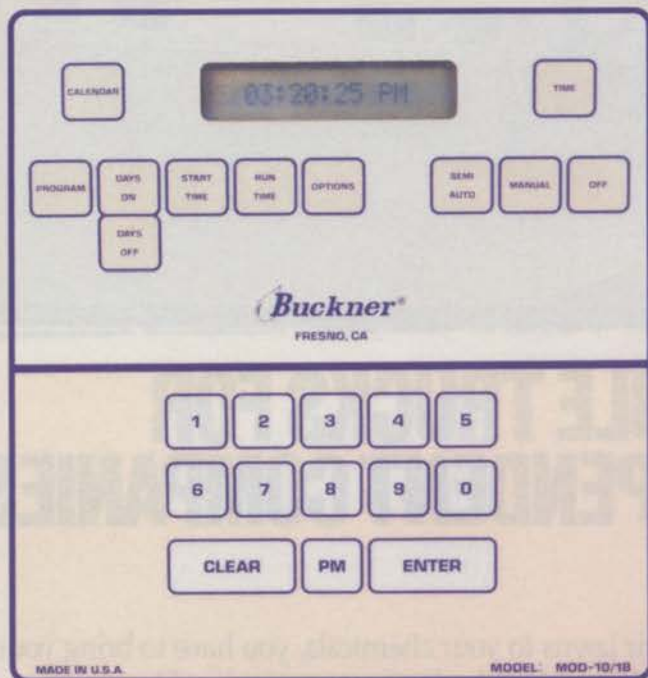 CALENDAR
03:20:25 PM
TIME
PROGRAM
DAYS
ON
START
TIME
RUN
TIME
OPTIONS
SEMI
AUTO
MANUAL
OFF
DAYS
OFF
Buckner®
FRESNO, CA
1 2 3 4 5
6 7 8 9 0
CLEAR PM ENTER
MADE IN U.S.A.
MODEL: MOD-10/18